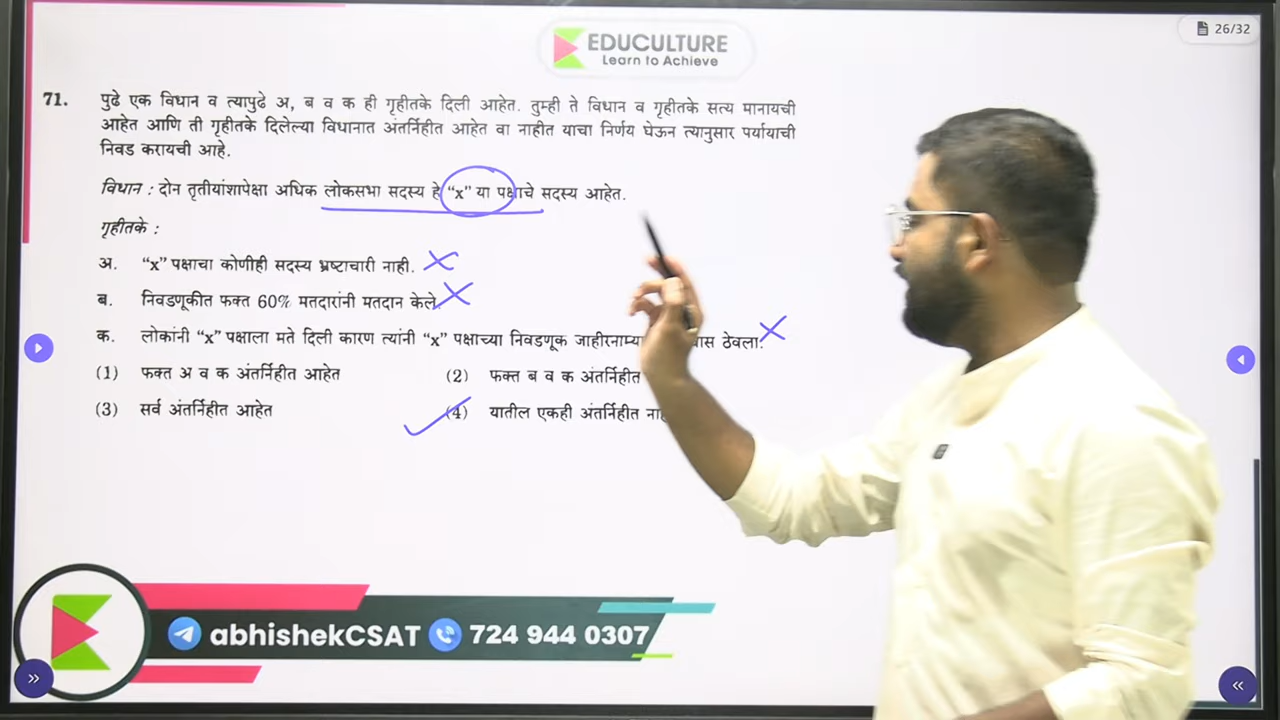 26/32
EDUCULTURE
Learn to Achieve
71. पुढे एक विधान व त्यापुढे अ, ब व क ही गृहीतके दिली आहेत. तुम्ही ते विधान व गृहीतके सत्य मानायची
आहेत आणि ती गृहीतके दिलेल्या विधानात अंतर्निहीत आहेत वा नाहीत याचा निर्णय घेऊन त्यानुसार पर्यायाची
निवड करायची आहे.
विधान : दोन तृतीयांशापेक्षा अधिक लोकसभा सदस्य हे "x" या पक्षाचे सदस्य आहेत.
गृहीतके :
अ. "x" पक्षाचा कोणीही सदस्य भ्रष्टाचारी नाही.
ब. निवडणूकीत फक्त 60% मतदारांनी मतदान केले
क. लोकांनी "x" पक्षाला मते दिली कारण त्यांनी "x" पक्षाच्या निवडणूक ठेवला.
(1) फक्त अ व क अंतर्निहीत आहेत (2) फक्त ब व क अंतर्निहीत
(3) सर्व अंतर्निहीत आहेत (4) यातील एकही अंतर्निहीत
abhishekCSAT 724 944 0307